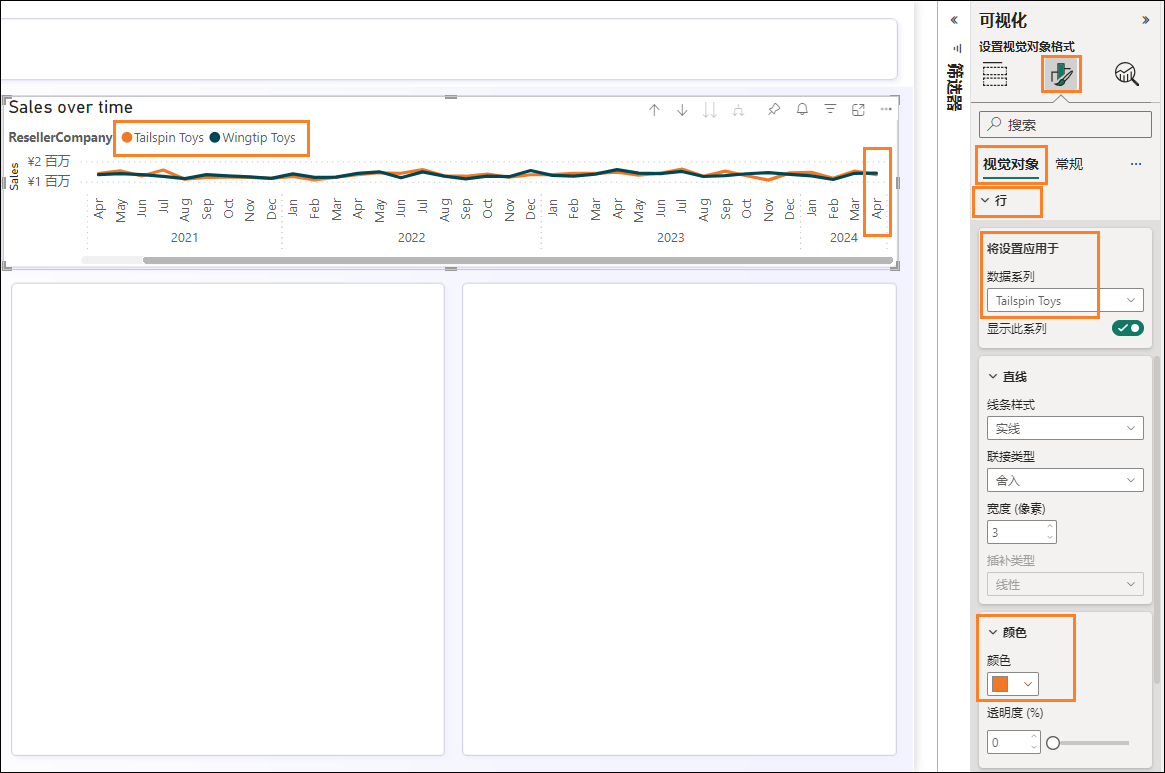 Sales over time
ResellerCompany Tailspin Toys Wingtip Toys
Sales
¥2 百万
¥1 百万
Apr May Jun Jul Aug Sep Oct Nov Dec Jan Feb Mar Apr May Jun Jul Aug Sep Oct Nov Dec Jan Feb Mar Apr May Jun Jul Aug Sep Oct Nov Dec Jan Feb Mar Apr
2021 2022 2023 2024
筛选器
可视化
设置视觉对象格式
搜索
视觉对象 常规
行
将设置应用于
数据系列
Tailspin Toys
显示此系列
直线
线条样式
实线
联接类型
舍入
宽度 (像素)
3
插补类型
线性
颜色
颜色
透明度 (%)
0